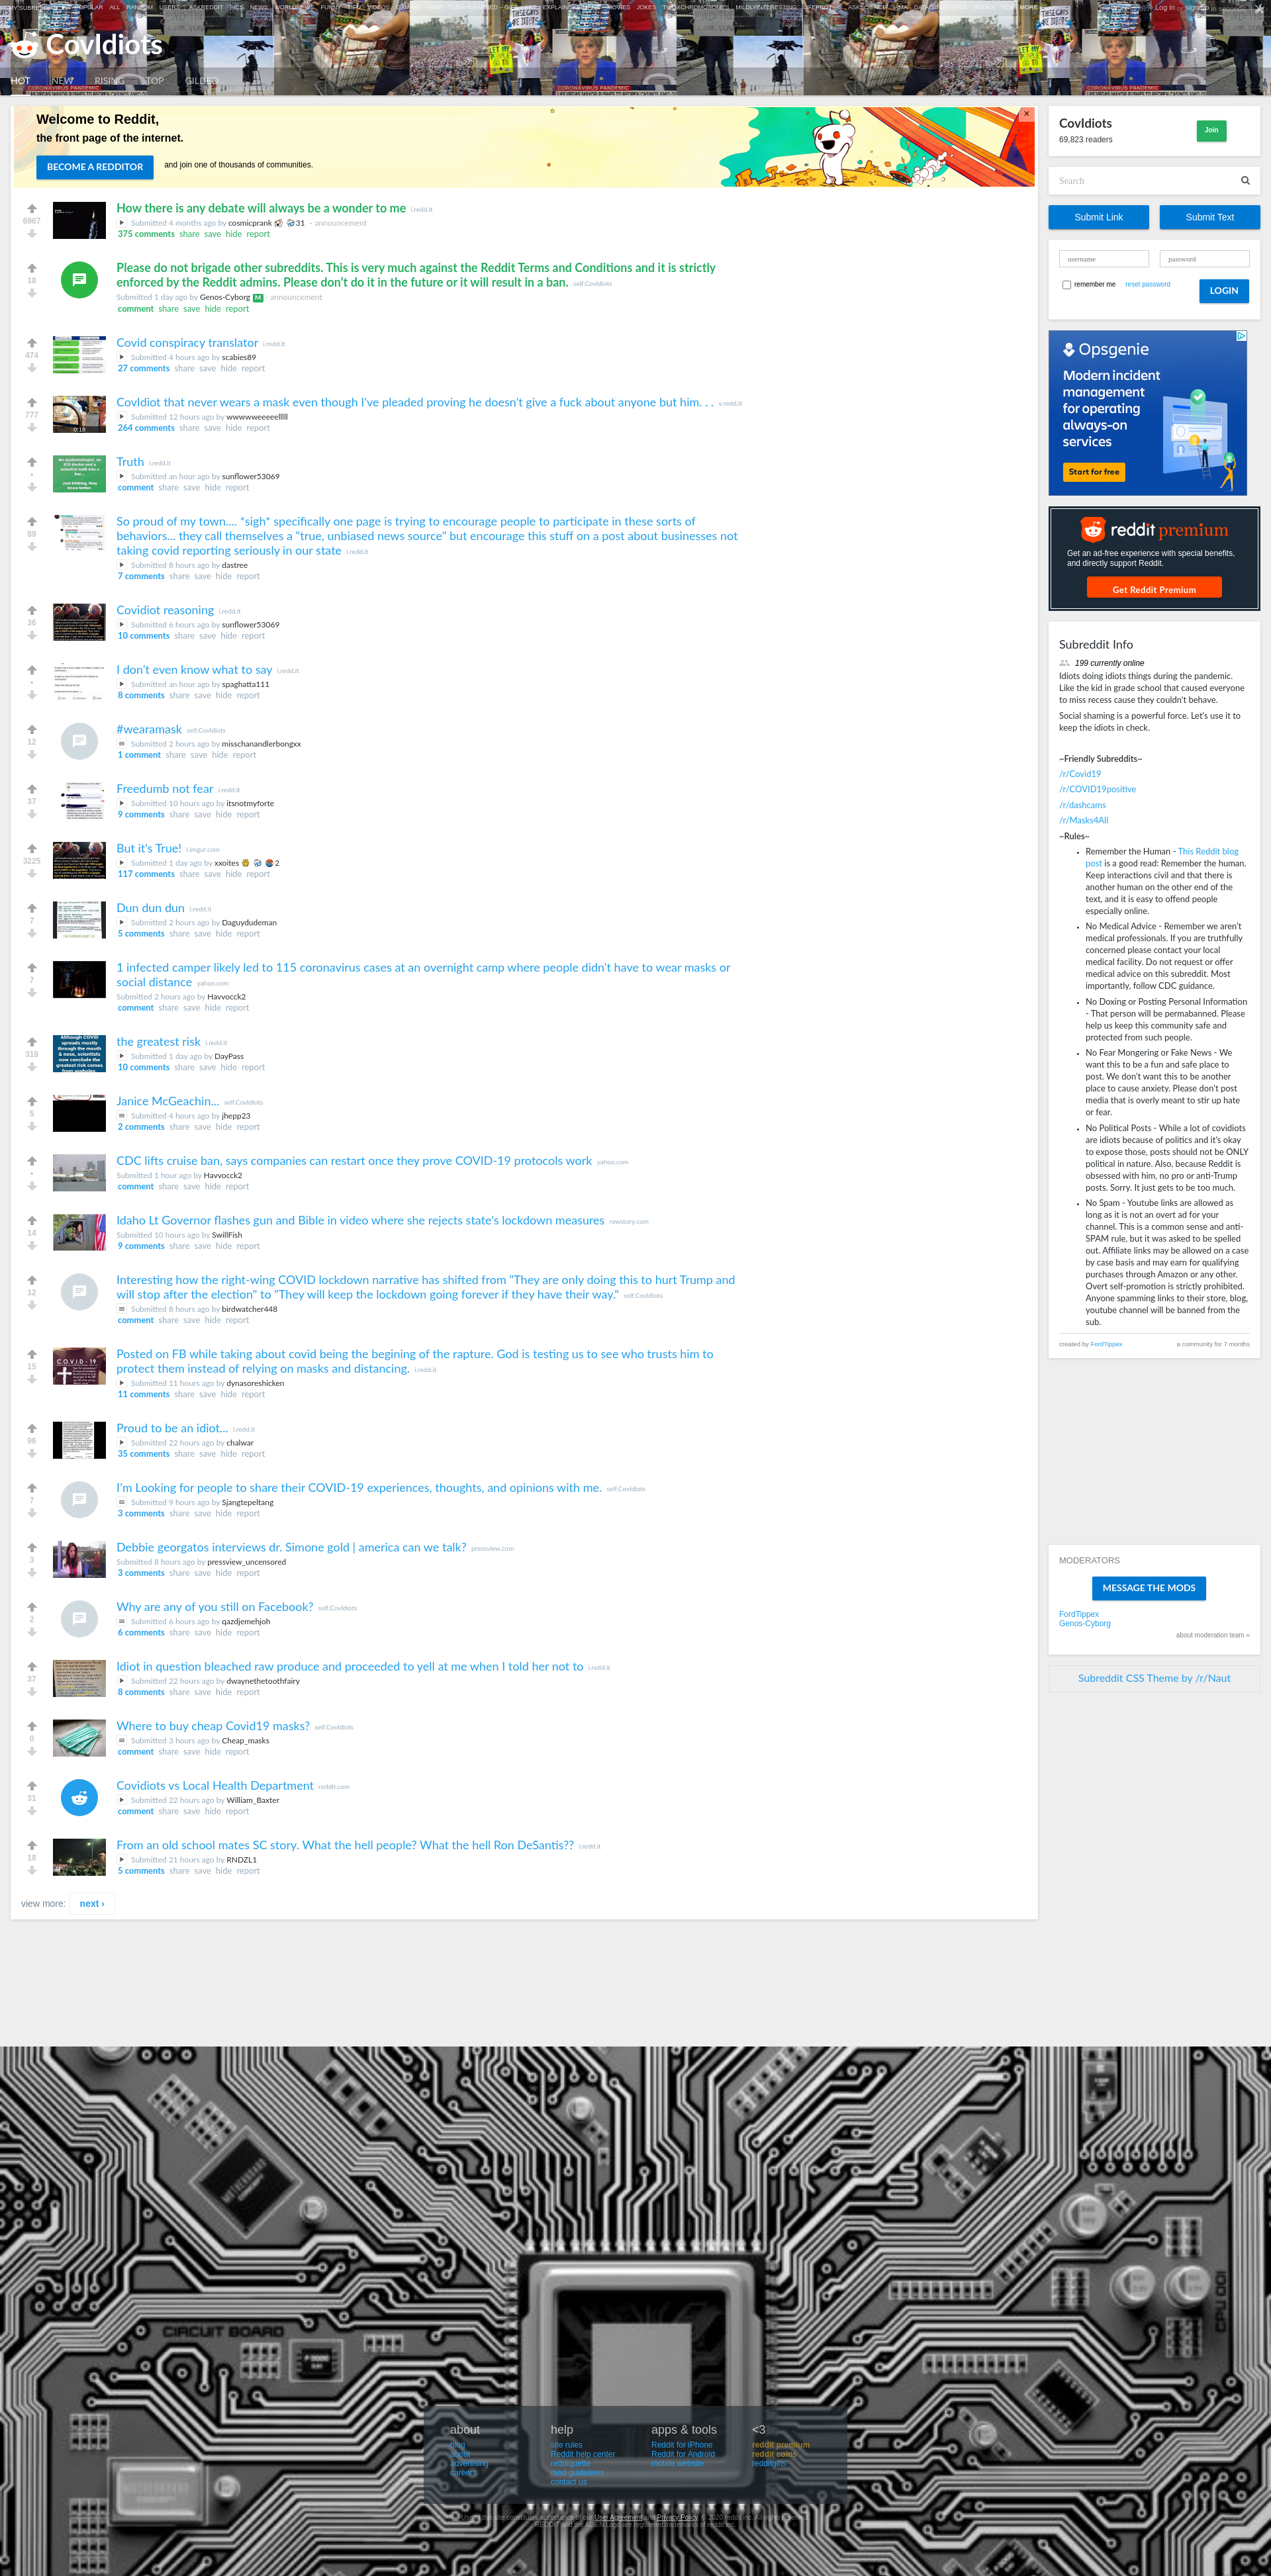 POPULAR ALL RANDOM USERS ASKREDDIT PICS NEWS WORLDNEWS FUNNY
CovIdiots
HOT NEW RISING TOP GILDED
Welcome to Reddit,
the front page of the internet.
BECOME A REDDITOR
and join one of thousands of communities.
How there is any debate will always be a wonder to me i.redd.it
6967
Submitted 4 months ago by cosmicprank 31 - announcement
375 comments share save hide report
Please do not brigade other subreddits. This is very much against the Reddit Terms and Conditions and it is strictly
enforced by the Reddit admins. Please don't do it in the future or it will result in a ban. self.CovIdiots
18
Submitted 1 day ago by Genos-Cyborg M - announcement
comment share save hide report
Covid conspiracy translator i.redd.it
474
Submitted 4 hours ago by scabies89
27 comments share save hide report
CovIdiot that never wears a mask even though I've pleaded proving he doesn't give a fuck about anyone but him. . . v.redd.it
777
Submitted 12 hours ago by wwwwweeeeelllll
264 comments share save hide report
Truth i.redd.it
•
Submitted an hour ago by sunflower53069
comment share save hide report
So proud of my town.... *sigh* specifically one page is trying to encourage people to participate in these sorts of
behaviors... they call themselves a "true, unbiased news source" but encourage this stuff on a post about businesses not
taking covid reporting seriously in our state i.redd.it
89
Submitted 8 hours ago by dastree
7 comments share save hide report
Covidiot reasoning i.redd.it
36
Submitted 6 hours ago by sunflower53069
10 comments share save hide report
I don't even know what to say i.redd.it
•
Submitted an hour ago by spaghatta111
8 comments share save hide report
#wearamask self.CovIdiots
12
Submitted 2 hours ago by misschanandlerbongxx
1 comment share save hide report
Freedumb not fear i.redd.it
37
Submitted 10 hours ago by itsnotmyforte
9 comments share save hide report
But it's True! i.imgur.com
3225
Submitted 1 day ago by xxoites 2
117 comments share save hide report
Dun dun dun i.redd.it
7
Submitted 2 hours ago by Daguydudeman
5 comments share save hide report
1 infected camper likely led to 115 coronavirus cases at an overnight camp where people didn't have to wear masks or
social distance yahoo.com
7
Submitted 2 hours ago by Havvocck2
comment share save hide report
the greatest risk i.redd.it
319
Submitted 1 day ago by DayPass
10 comments share save hide report
Janice McGeachin... self.CovIdiots
5
Submitted 4 hours ago by jhepp23
2 comments share save hide report
CDC lifts cruise ban, says companies can restart once they prove COVID-19 protocols work yahoo.com
•
Submitted 1 hour ago by Havvocck2
comment share save hide report
Idaho Lt Governor flashes gun and Bible in video where she rejects state's lockdown measures rawstory.com
14
Submitted 10 hours ago by SwillFish
9 comments share save hide report
Interesting how the right-wing COVID lockdown narrative has shifted from "They are only doing this to hurt Trump and
will stop after the election" to "They will keep the lockdown going forever if they have their way." self.CovIdiots
12
Submitted 8 hours ago by birdwatcher448
comment share save hide report
Posted on FB while taking about covid being the begining of the rapture. God is testing us to see who trusts him to
protect them instead of relying on masks and distancing. i.redd.it
15
Submitted 11 hours ago by dynasoreshicken
11 comments share save hide report
Proud to be an idiot... i.redd.it
96
Submitted 22 hours ago by chalwar
35 comments share save hide report
I'm Looking for people to share their COVID-19 experiences, thoughts, and opinions with me. self.CovIdiots
7
Submitted 9 hours ago by Sjangtepeltang
3 comments share save hide report
Debbie georgatos interviews dr. Simone gold | america can we talk? pressview.com
3
Submitted 8 hours ago by pressview_uncensored
3 comments share save hide report
Why are any of you still on Facebook? self.CovIdiots
2
Submitted 6 hours ago by qazdjemehjoh
6 comments share save hide report
Idiot in question bleached raw produce and proceeded to yell at me when I told her not to i.redd.it
37
Submitted 22 hours ago by dwaynethetoothfairy
8 comments share save hide report
Where to buy cheap Covid19 masks? self.CovIdiots
0
Submitted 3 hours ago by Cheap_masks
comment share save hide report
Covidiots vs Local Health Department reddit.com
31
Submitted 22 hours ago by William_Baxter
comment share save hide report
From an old school mates SC story. What the hell people? What the hell Ron DeSantis?? i.redd.it
18
Submitted 21 hours ago by RNDZL1
5 comments share save hide report
view more: next ›
CovIdiots
69,823 readers
Join
Search
Submit Link
Submit Text
username
password
remember me reset password
LOGIN
Opsgenie
Modern incident
management
for operating
always-on
services
Start for free
reddit premium
Get an ad-free experience with special benefits,
and directly support Reddit.
Get Reddit Premium
Subreddit Info
199 currently online
Idiots doing idiots things during the pandemic.
Like the kid in grade school that caused everyone
to miss recess cause they couldn't behave.
Social shaming is a powerful force. Let's use it to
keep the idiots in check.
~Friendly Subreddits~
/r/Covid19
/r/COVID19positive
/r/dashcams
/r/Masks4All
~Rules~
Remember the Human - This Reddit blog
post is a good read: Remember the human.
Keep interactions civil and that there is
another human on the other end of the
text, and it is easy to offend people
especially online.
No Medical Advice - Remember we aren't
medical professionals. If you are truthfully
concerned please contact your local
medical facility. Do not request or offer
medical advice on this subreddit. Most
importantly, follow CDC guidance.
No Doxing or Posting Personal Information
- That person will be permabanned. Please
help us keep this community safe and
protected from such people.
No Fear Mongering or Fake News - We
want this to be a fun and safe place to
post. We don't want this to be another
place to cause anxiety. Please don't post
media that is overly meant to stir up hate
or fear.
No Political Posts - While a lot of covidiots
are idiots because of politics and it's okay
to expose those, posts should not be ONLY
political in nature. Also, because Reddit is
obsessed with him, no pro or anti-Trump
posts. Sorry. It just gets to be too much.
No Spam - Youtube links are allowed as
long as it is not an overt ad for your
channel. This is a common sense and anti-
SPAM rule, but it was asked to be spelled
out. Affiliate links may be allowed on a case
by case basis and may earn for qualifying
purchases through Amazon or any other.
Overt self-promotion is strictly prohibited.
Anyone spamming links to their store, blog,
youtube channel will be banned from the
sub.
created by FordTippex a community for 7 months
MODERATORS
MESSAGE THE MODS
FordTippex
Genos-Cyborg
about moderation team »
Subreddit CSS Theme by /r/Naut
CIRCUIT BOARD
about
blog
about
advertising
careers
help
site rules
Reddit help center
reddiquette
mod guidelines
contact us
apps & tools
Reddit for iPhone
Reddit for Android
mobile website
<3
reddit premium
reddit coins
redditgifts
User Agreement and Privacy Policy
REDDIT and the ALIEN Logo are registered trademarks of reddit inc.